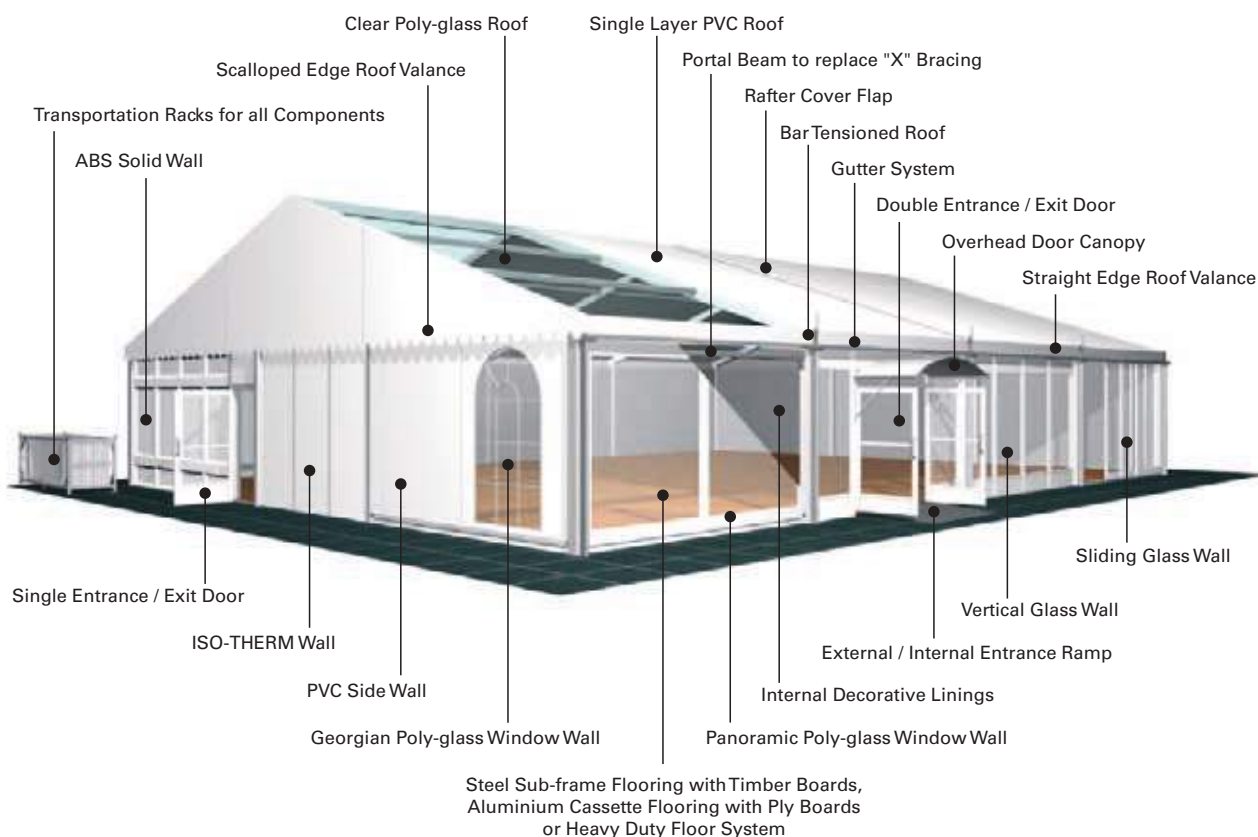 Clear Poly-glass Roof
Single Layer PVC Roof
Scalloped Edge Roof Valance
Portal Beam to replace "X" Bracing
Transportation Racks for all Components
Rafter Cover Flap
ABS Solid Wall
Bar Tensioned Roof
Gutter System
Double Entrance / Exit Door
Overhead Door Canopy
Straight Edge Roof Valance
Single Entrance / Exit Door
ISO-THERM Wall
PVC Side Wall
Georgian Poly-glass Window Wall
Steel Sub-frame Flooring with Timber Boards,
Aluminium Cassette Flooring with Ply Boards
or Heavy Duty Floor System
Panoramic Poly-glass Window Wall
Internal Decorative Linings
External / Internal Entrance Ramp
Vertical Glass Wall
Sliding Glass Wall